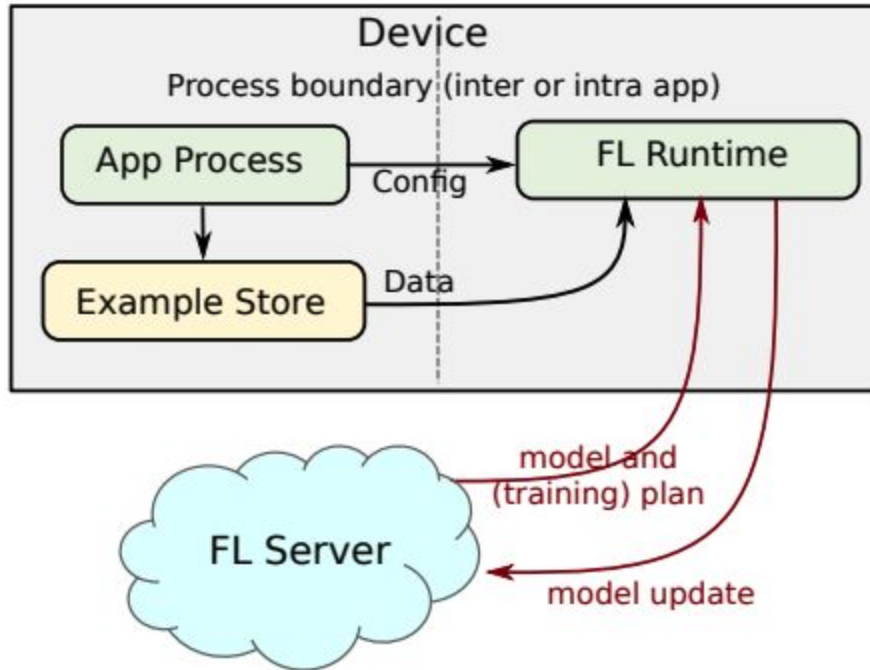 Device
Process boundary (inter or intra app)
App Process
Config
FL Runtime
Example Store
Data
model and
(training) plan
FL Server
model update